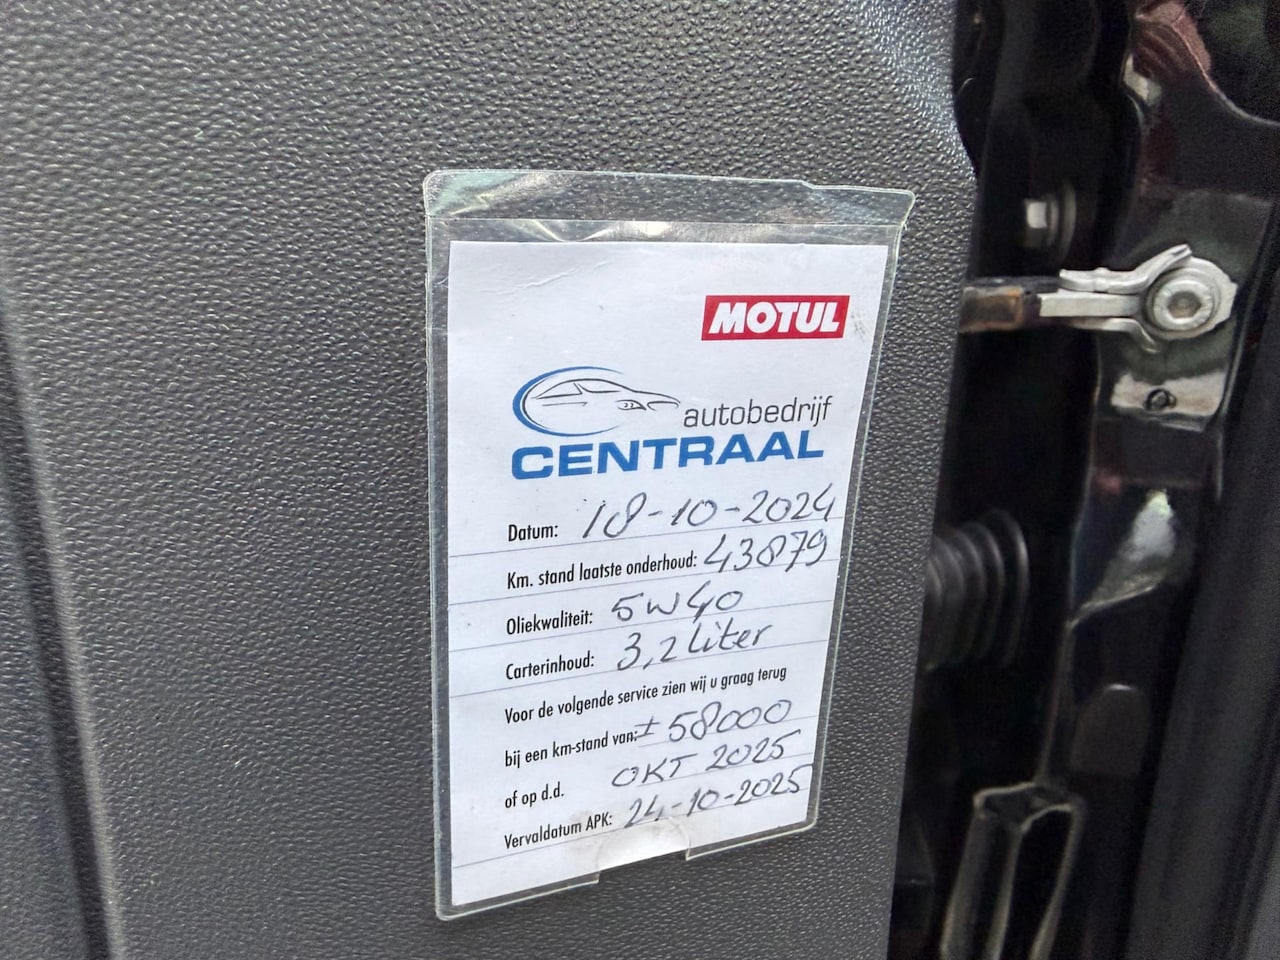 MOTUL
autobedrijf
CENTRAAL
Datum: 18-10-2024
Km. stand laatste onderhoud: 43879
Oliekwaliteit: 5W40
Carterinhoud: 3,2 Liter
Voor de volgende service zien wij u graag terug
bij een km-stand van: ± 58000
of op d.d. OKT 2025
Vervaldatum APK: 24-10-2025